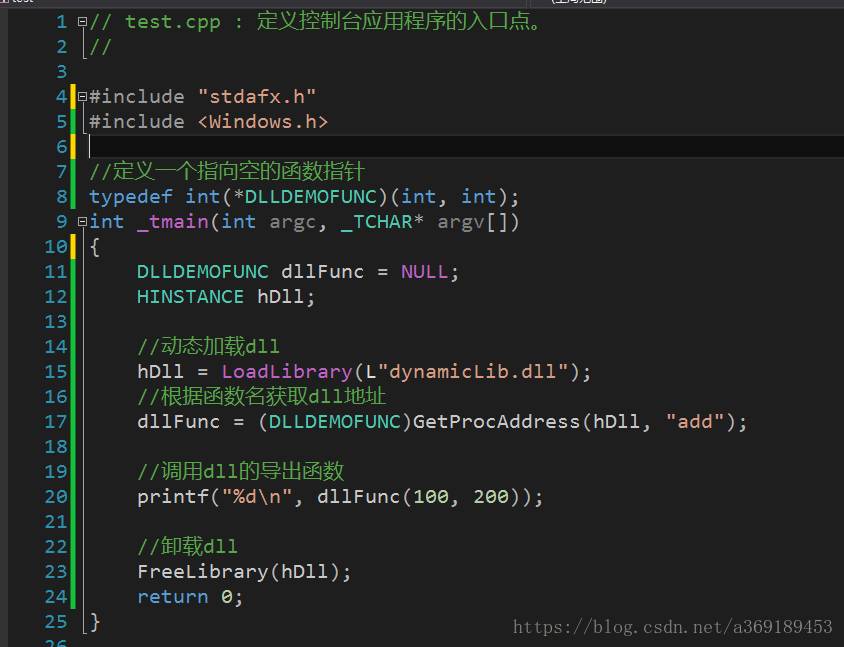 1 // test.cpp : 定义控制台应用程序的入口点。
2 //
3
4 #include "stdafx.h"
5 #include <Windows.h>
6
7 //定义一个指向空的函数指针
8 typedef int(*DLLDEMOFUNC)(int, int);
9 int _tmain(int argc, _TCHAR* argv[])
10 {
11 DLLDEMOFUNC dllFunc = NULL;
12 HINSTANCE hDll;
13
14 //动态加载dll
15 hDll = LoadLibrary(L"dynamicLib.dll");
16 //根据函数名获取dll地址
17 dllFunc = (DLLDEMOFUNC)GetProcAddress(hDll, "add");
18
19 //调用dll的导出函数
20 printf("%d\n", dllFunc(100, 200));
21
22 //卸载dll
23 FreeLibrary(hDll);
24 return 0;
25 }
26
https://blog.csdn.net/a369189453